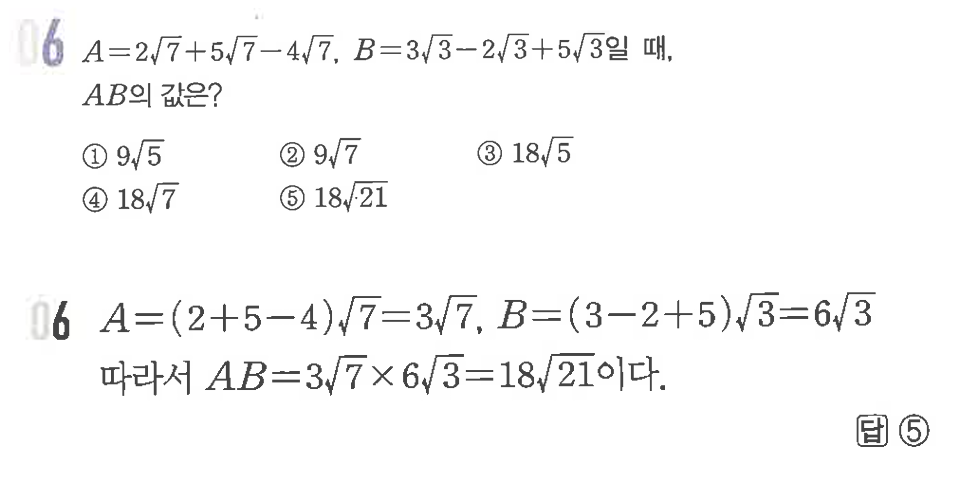 06 A=2√7+5√7-4√7, B=3√3-2√3+5√3일 때,
AB의 값은?
① 9√5 ② 9√7 ③ 18√5
④ 18√7 ⑤ 18√21
06 A=(2+5-4)√7=3√7, B=(3-2+5)√3=6√3
따라서 AB=3√7×6√3=18√21이다.
답 ⑤